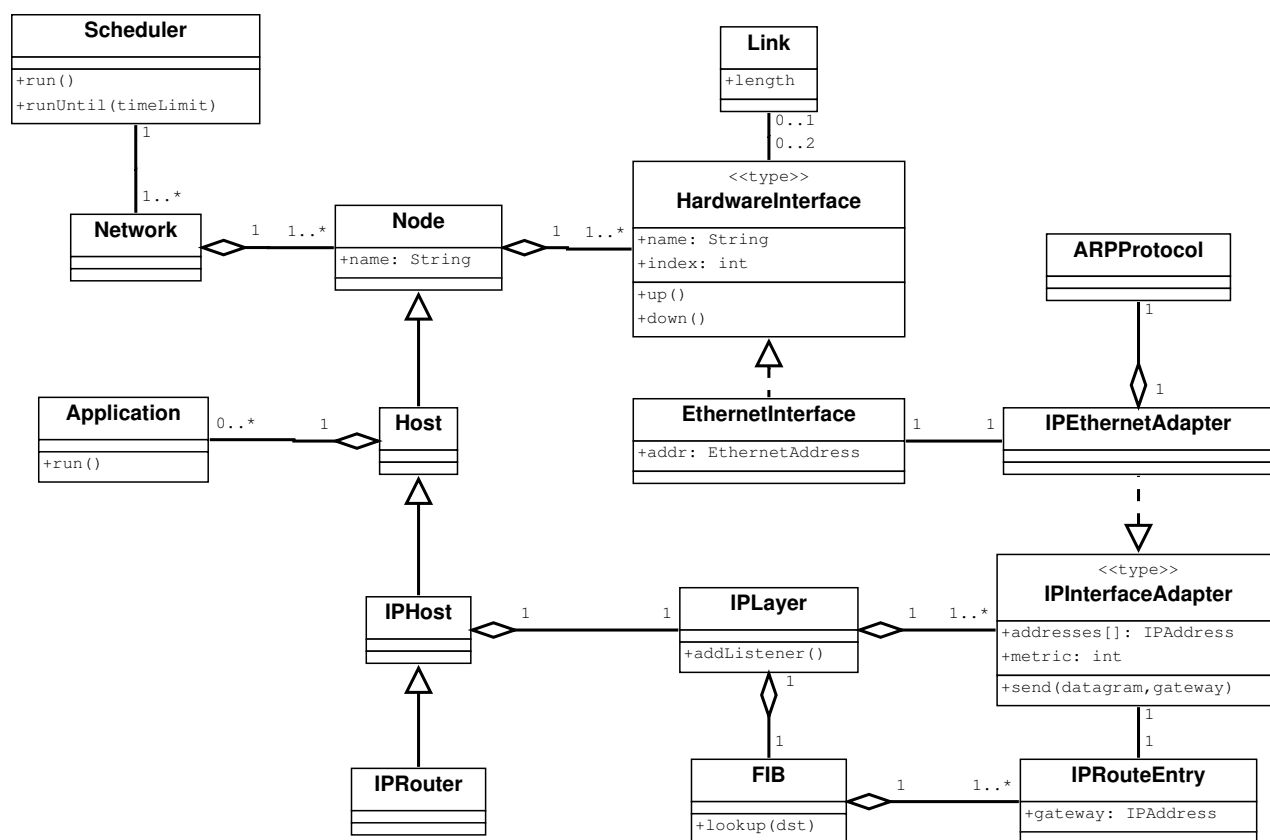 Scheduler
+run()
+runUntil(timeLimit)
1
1..*
Link
+length
0..1
0..2
<<type>>
HardwareInterface
+name: String
+index: int
+up()
+down()
Network
1
1..*
Node
+name: String
1
1..*
ARPProtocol
1
1
Application
+run()
0..*
1
Host
EthernetInterface
+addr: EthernetAddress
1
1
IPEthernetAdapter
IPHost
1
1
IPLayer
+addListener()
1
1..*
<<type>>
IPInterfaceAdapter
+addresses[]: IPAddress
+metric: int
+send(datagram,gateway)
1
1
1
1
IPRouter
FIB
+lookup(dst)
1
1..*
IPRouteEntry
+gateway: IPAddress